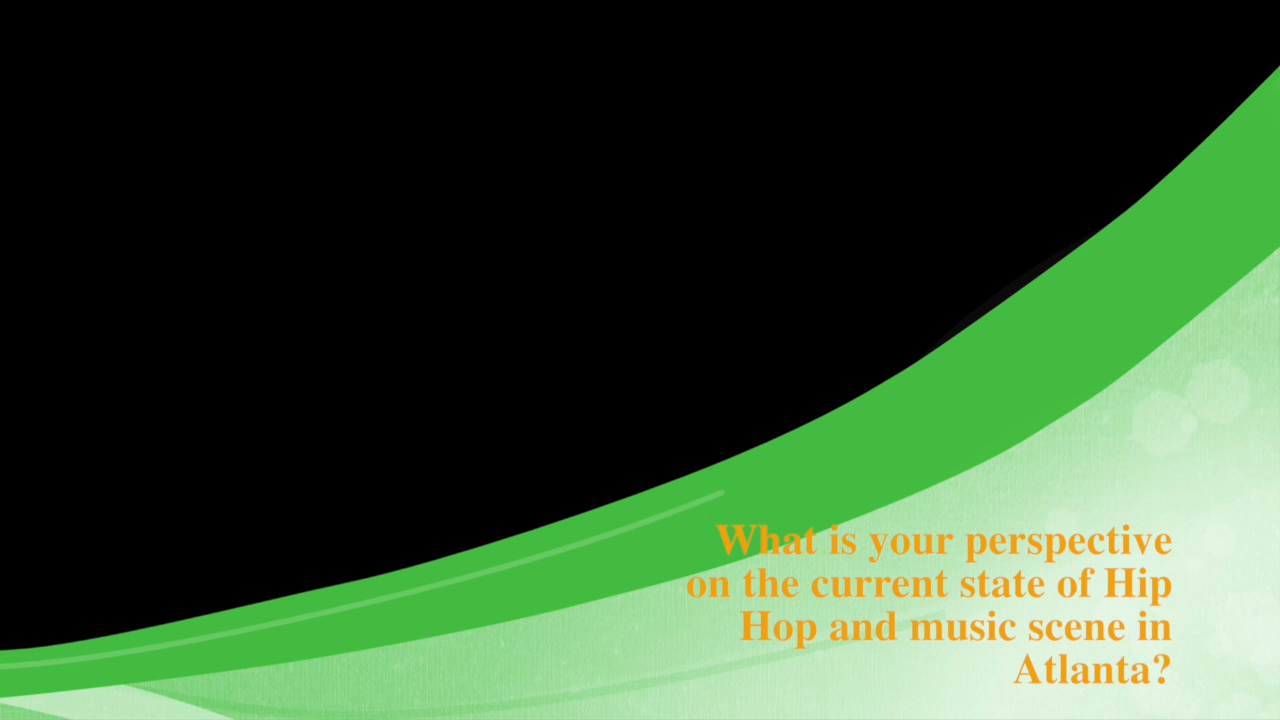 What is your perspective
on the current state of Hip
Hop and music scene in
Atlanta?